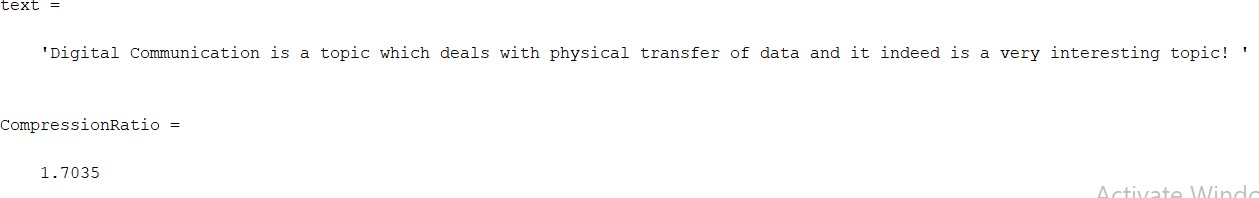 text =
'Digital Communication is a topic which deals with physical transfer of data and it indeed is a very interesting topic! '
CompressionRatio =
1.7035
Activate